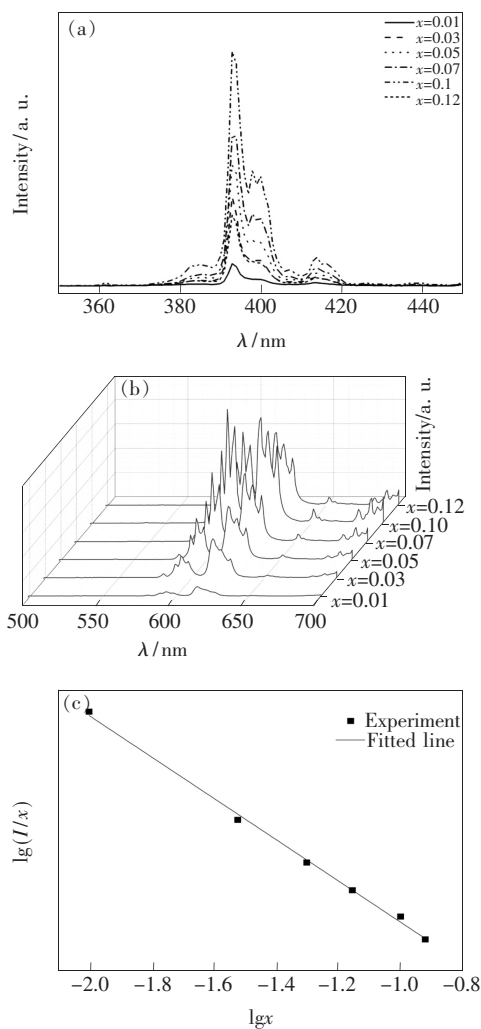 (a)
x=0.01
x=0.03
x=0.05
x=0.07
x=0.1
x=0.12
Intensity/a. u.
360 380 400 420 440
λ/nm
(b)
Intensity/a. u.
x=0.12
x=0.10
x=0.07
x=0.05
x=0.03
x=0.01
500 550 600 650 700
λ/nm
(c)
Experiment
Fitted line
lg(I/x)
−2.0 −1.8 −1.6 −1.4 −1.2 −1.0 −0.8
lgx